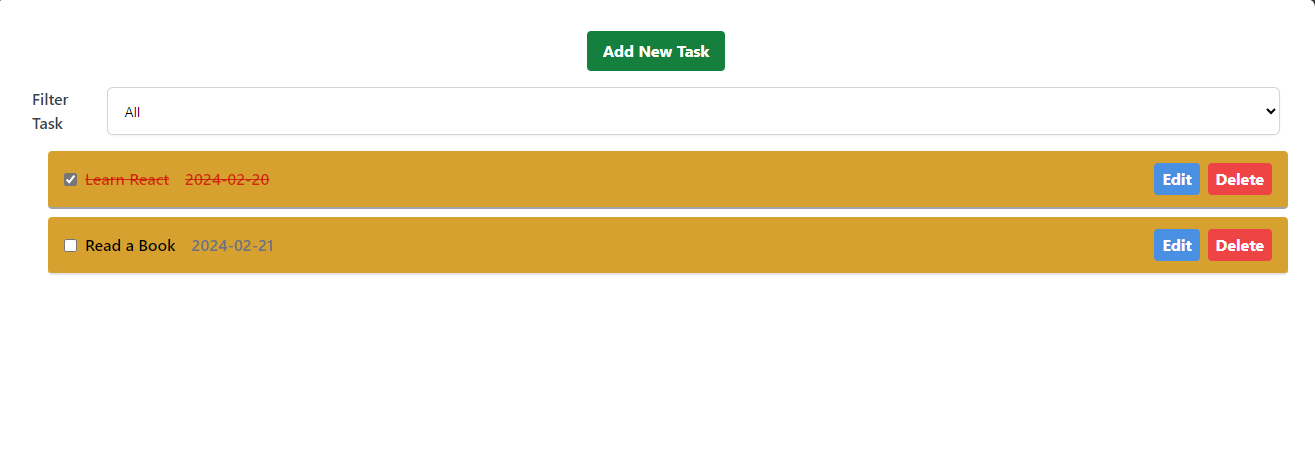 Add New Task
Filter
Task
All
Learn React 2024-02-20 Edit Delete
Read a Book 2024-02-21 Edit Delete